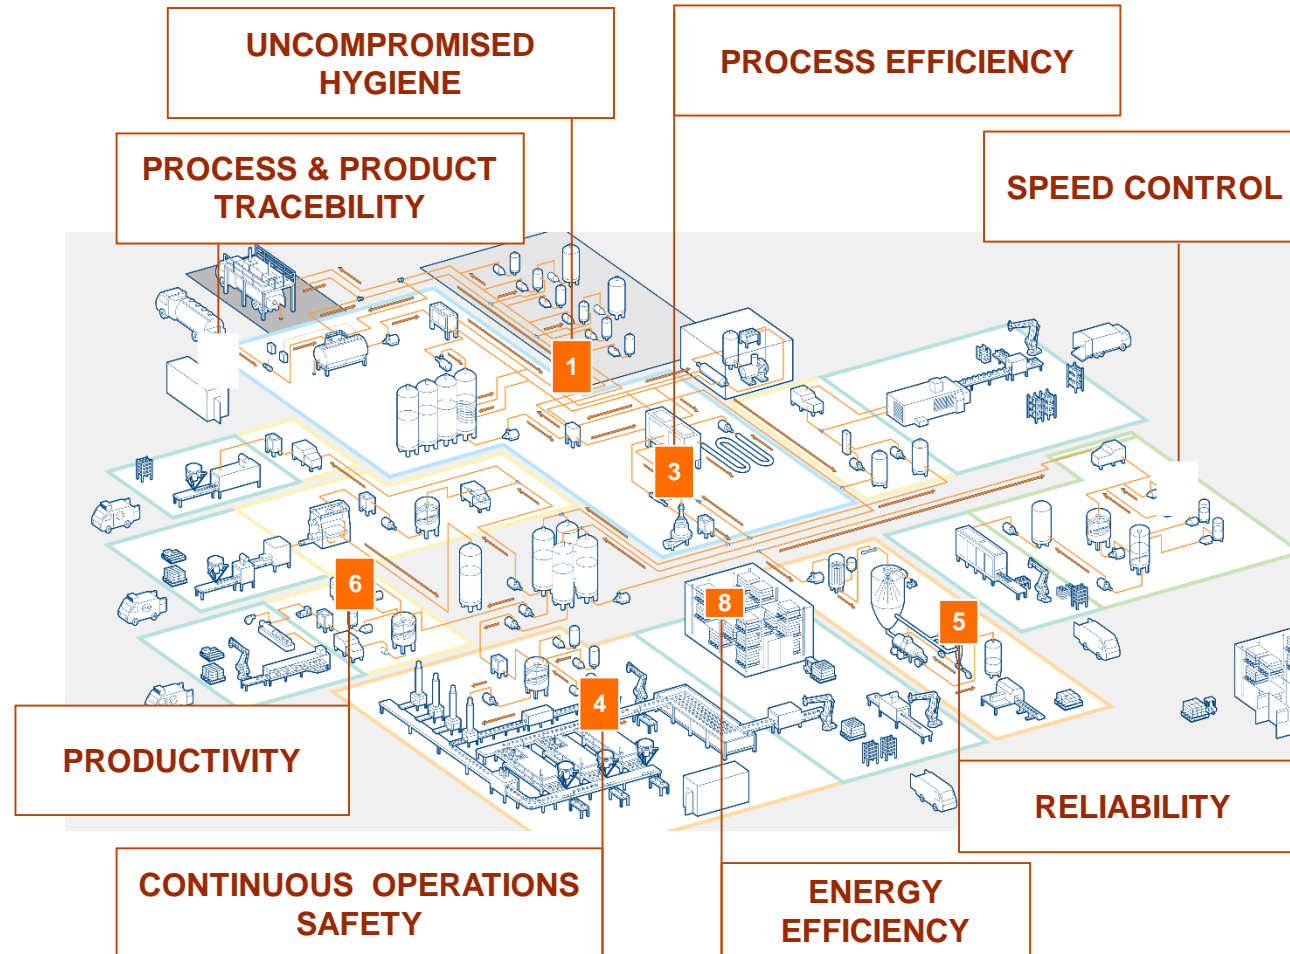 UNCOMPROMISED
HYGIENE
PROCESS EFFICIENCY
PROCESS & PRODUCT
TRACEBILITY
SPEED CONTROL
1
3
6
8
5
4
PRODUCTIVITY
RELIABILITY
CONTINUOUS OPERATIONS
SAFETY
ENERGY
EFFICIENCY